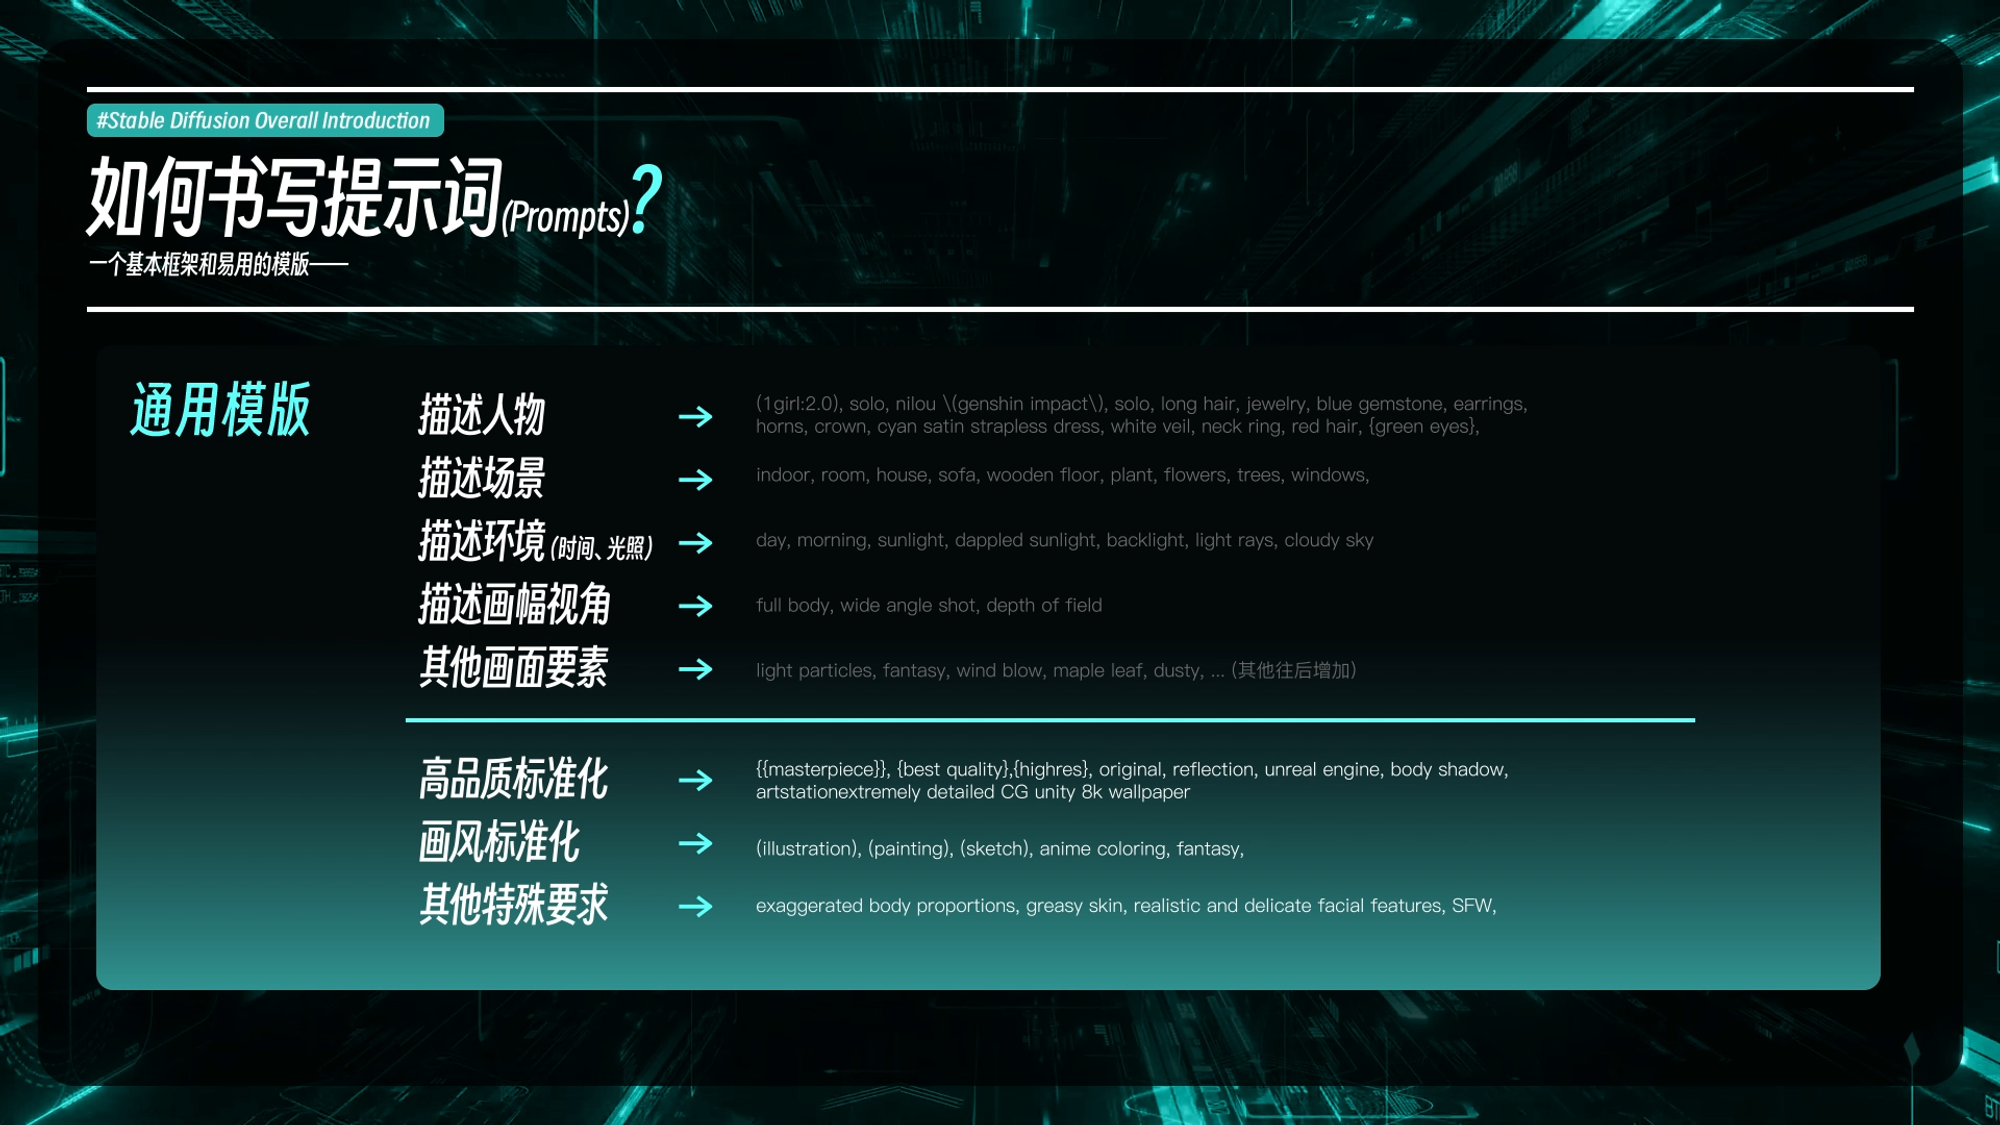 #Stable Diffusion Overall Introduction
如何书写提示词(Prompts)?
一个基本框架和易用的模版——
通用模版
描述人物 → (1girl:2.0), solo, nilou \(genshin impact\), solo, long hair, jewelry, blue gemstone, earrings,
horns, crown, cyan satin strapless dress, white veil, neck ring, red hair, {green eyes},
描述场景 → indoor, room, house, sofa, wooden floor, plant, flowers, trees, windows,
描述环境(时间、光照) → day, morning, sunlight, dappled sunlight, backlight, light rays, cloudy sky
描述画幅视角 → full body, wide angle shot, depth of field
其他画面要素 → light particles, fantasy, wind blow, maple leaf, dusty, ... (其他往后增加)
高品质标准化 → {{masterpiece}}, {best quality},{highres}, original, reflection, unreal engine, body shadow,
artstationextremely detailed CG unity 8k wallpaper
画风标准化 → (illustration), (painting), (sketch), anime coloring, fantasy,
其他特殊要求 → exaggerated body proportions, greasy skin, realistic and delicate facial features, SFW,